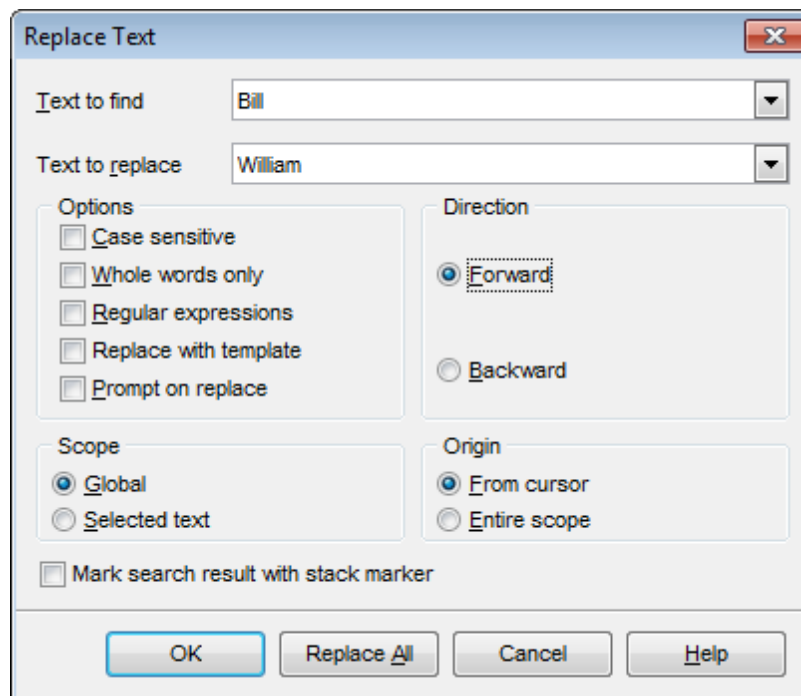 Replace Text
Text to find Bill
Text to replace William
Options
Case sensitive
Whole words only
Regular expressions
Replace with template
Prompt on replace
Direction
Forward
Backward
Scope
Global
Selected text
Origin
From cursor
Entire scope
Mark search result with stack marker
OK Replace All Cancel Help